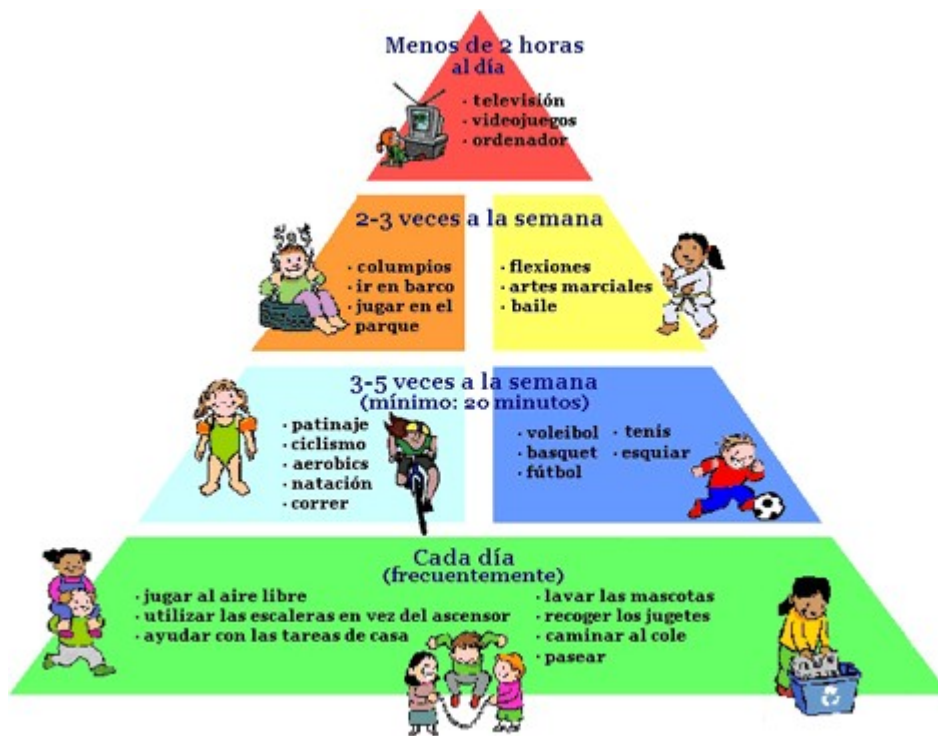 Menos de 2 horas
al día
· televisión
· videojuegos
· ordenador
2-3 veces a la semana
· columpios
· ir en barco
· jugar en el
parque
· flexiones
· artes marciales
· baile
3-5 veces a la semana
(mínimo: 20 minutos)
· patinaje
· ciclismo
· aerobics
· natación
· correr
· voleibol
· basquet
· fútbol
· tenis
· esquiar
Cada día
(frecuentemente)
· jugar al aire libre
· utilizar las escaleras en vez del ascensor
· ayudar con las tareas de casa
· lavar las mascotas
· recoger los jugetes
· caminar al cole
· pasear